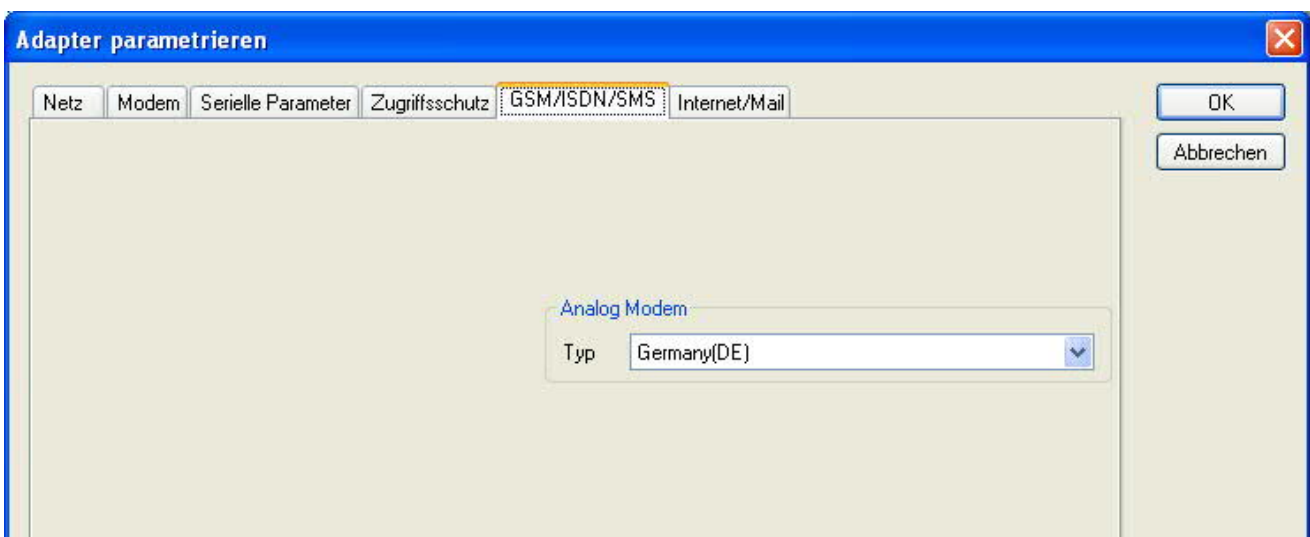 Adapter parametrieren
Netz Modem Serielle Parameter Zugriffsschutz GSM/ISDN/SMS Internet/Mail
OK
Abbrechen
Analog Modem
Typ Germany(DE)